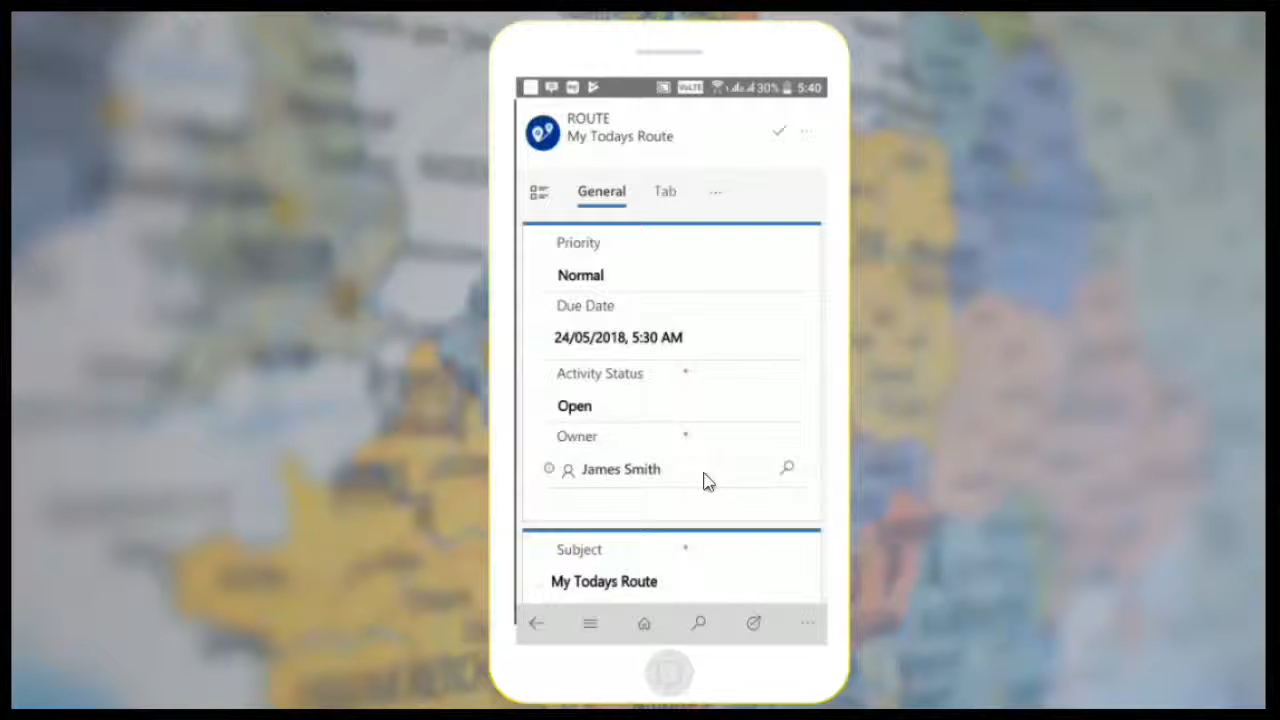 VoLTE 30% 5:40
ROUTE
My Todays Route
General Tab
Priority
Normal
Due Date
24/05/2018, 5:30 AM
Activity Status *
Open
Owner *
James Smith
Subject *
My Todays Route